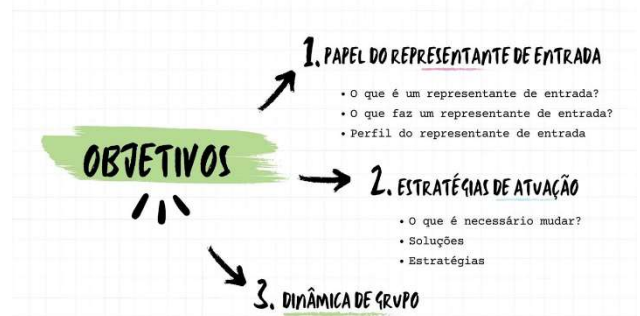 1. PAPEL DO REPRESENTANTE DE ENTRADA
• O que é um representante de entrada?
• O que faz um representante de entrada?
• Perfil do representante de entrada
OBJETIVOS
2. ESTRATÉGIAS DE ATUAÇÃO
• O que é necessário mudar?
• Soluções
• Estratégias
3. DINÂMICA DE GRUPO